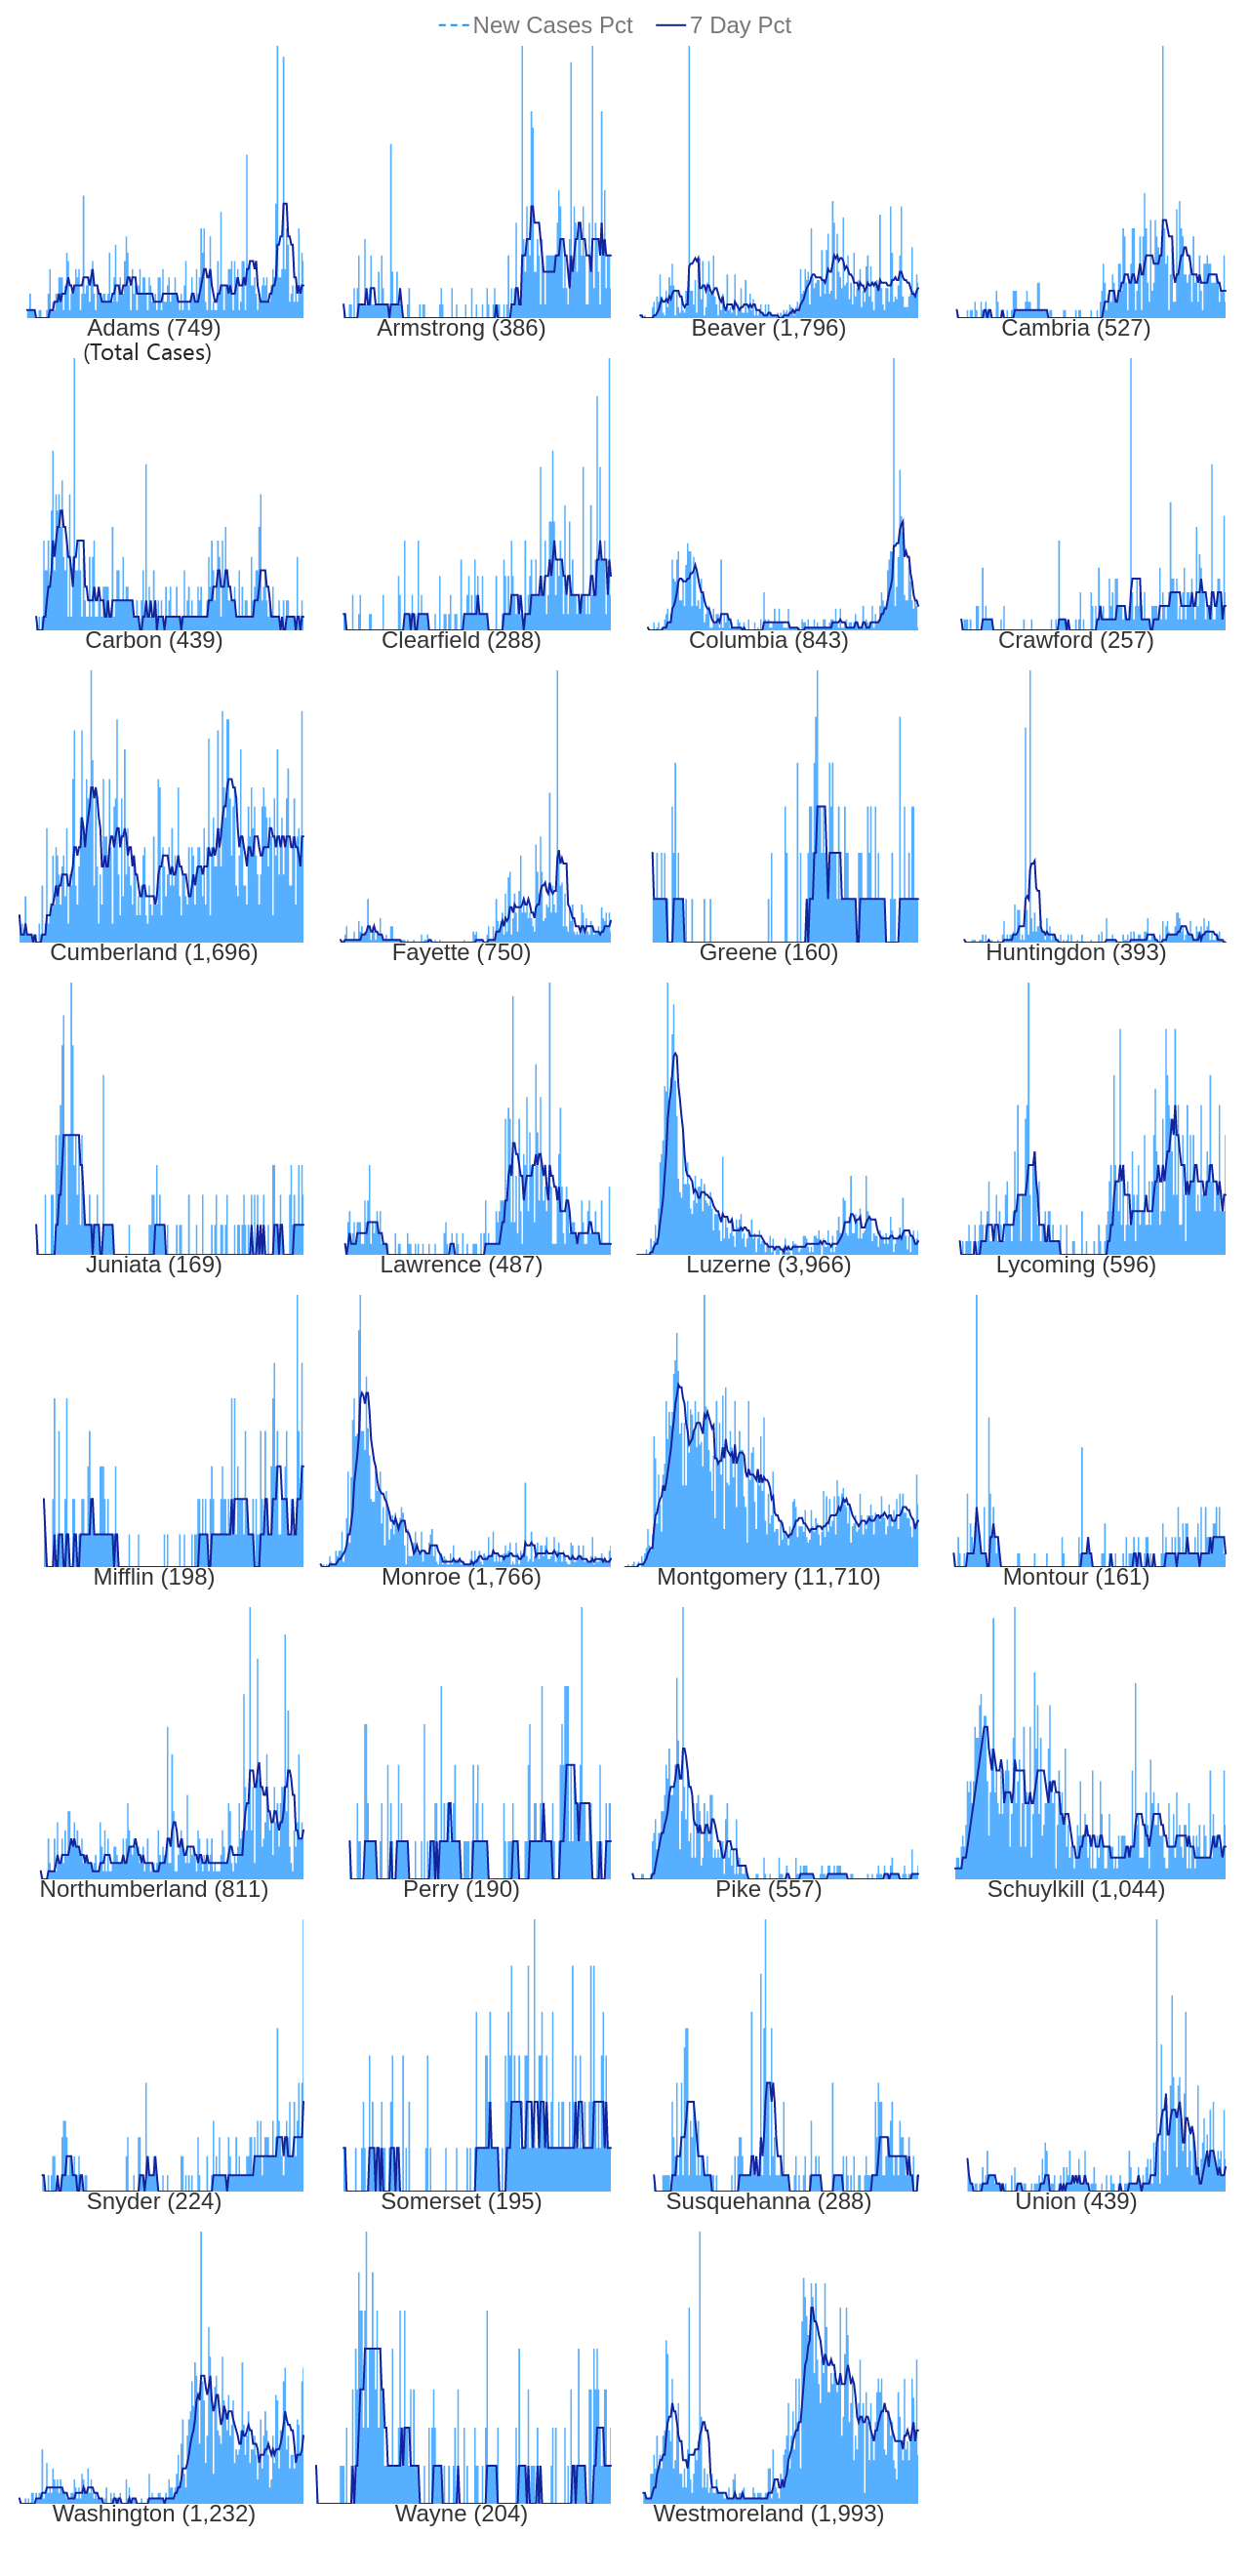 New Cases Pct 7 Day Pct
Adams (749) Armstrong (386) Beaver (1,796) Cambria (527)
(Total Cases)
Carbon (439) Clearfield (288) Columbia (843) Crawford (257)
Cumberland (1,696) Fayette (750) Greene (160) Huntingdon (393)
Juniata (169) Lawrence (487) Luzerne (3,966) Lycoming (596)
Mifflin (198) Monroe (1,766) Montgomery (11,710) Montour (161)
Northumberland (811) Perry (190) Pike (557) Schuylkill (1,044)
Snyder (224) Somerset (195) Susquehanna (288) Union (439)
Washington (1,232) Wayne (204) Westmoreland (1,993)